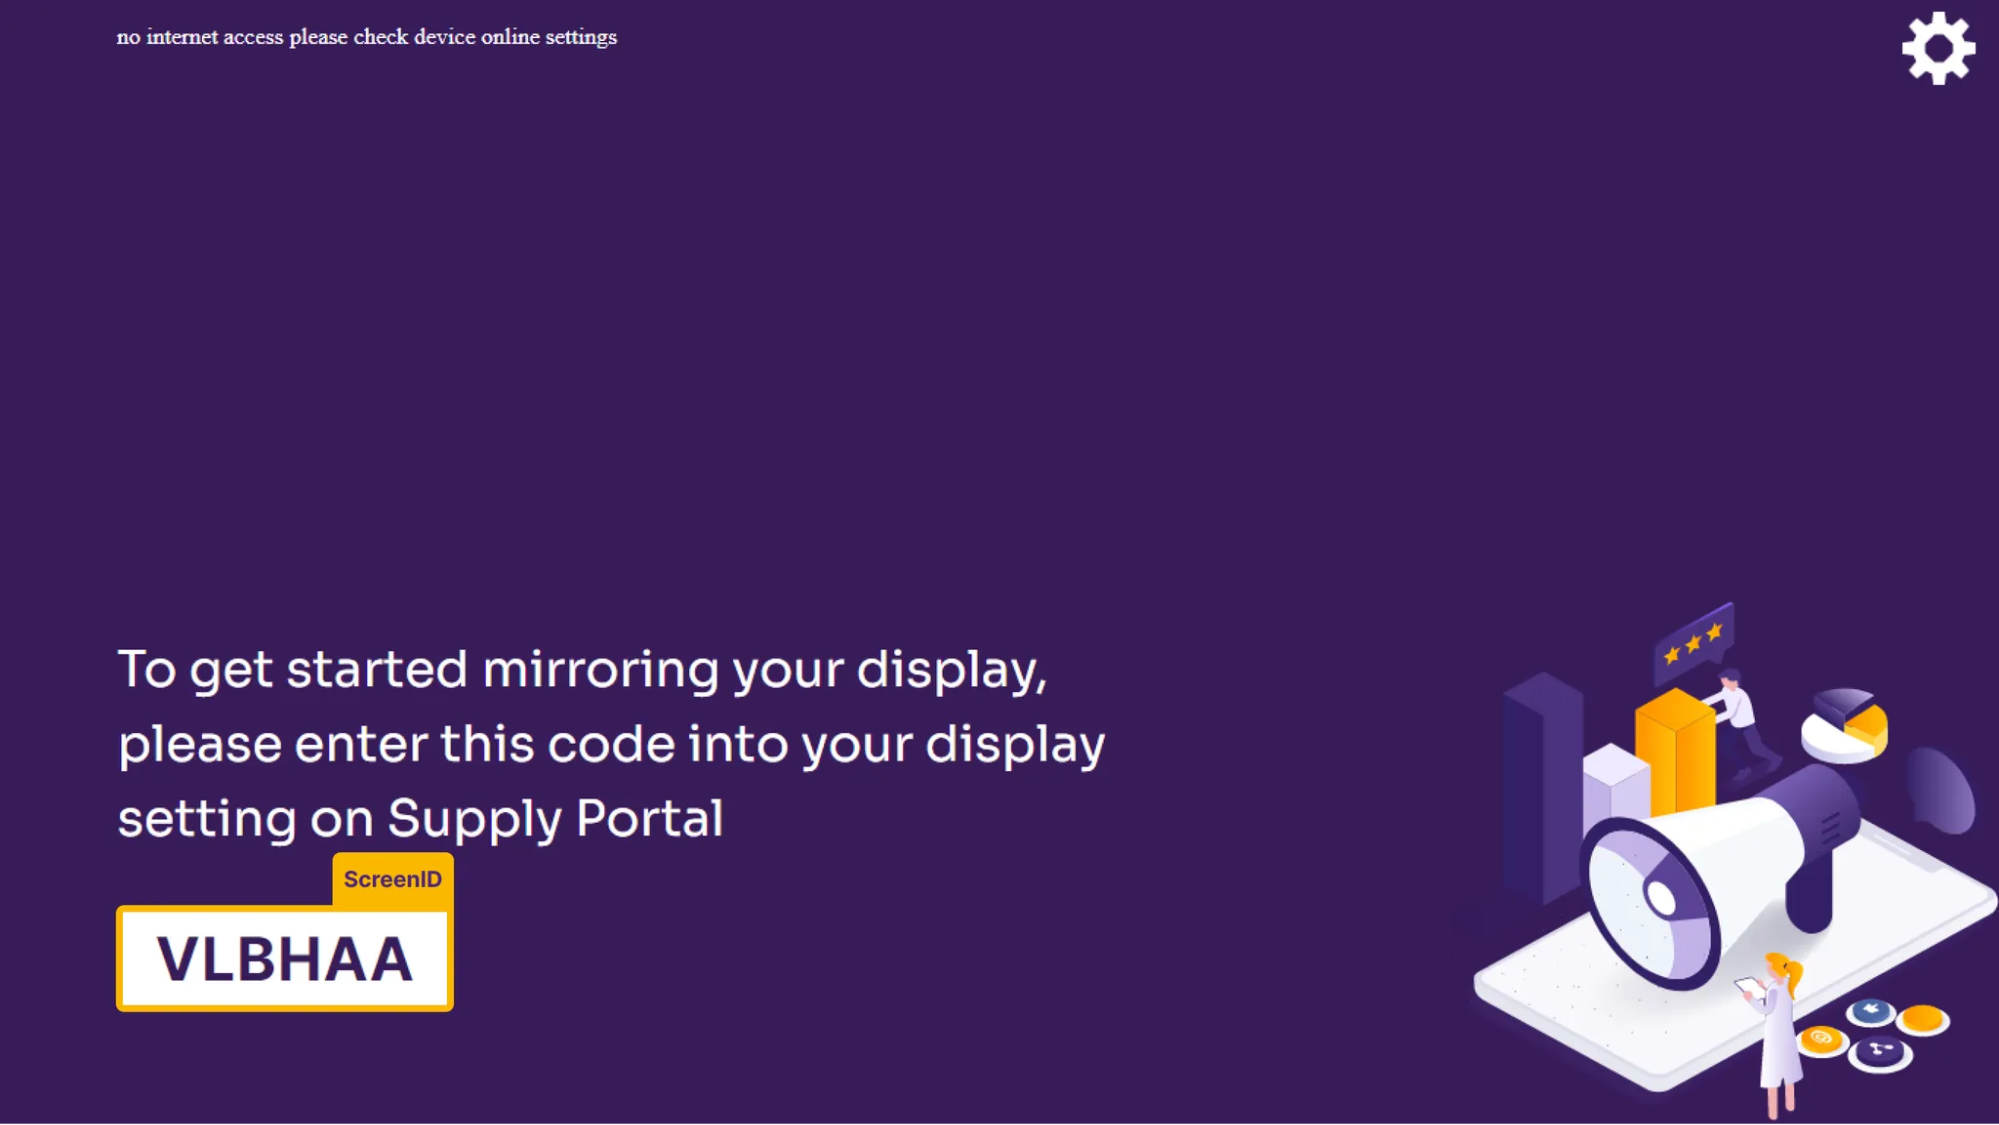 no internet access please check device online settings
To get started mirroring your display,
please enter this code into your display
setting on Supply Portal
ScreenID
VLBHAA